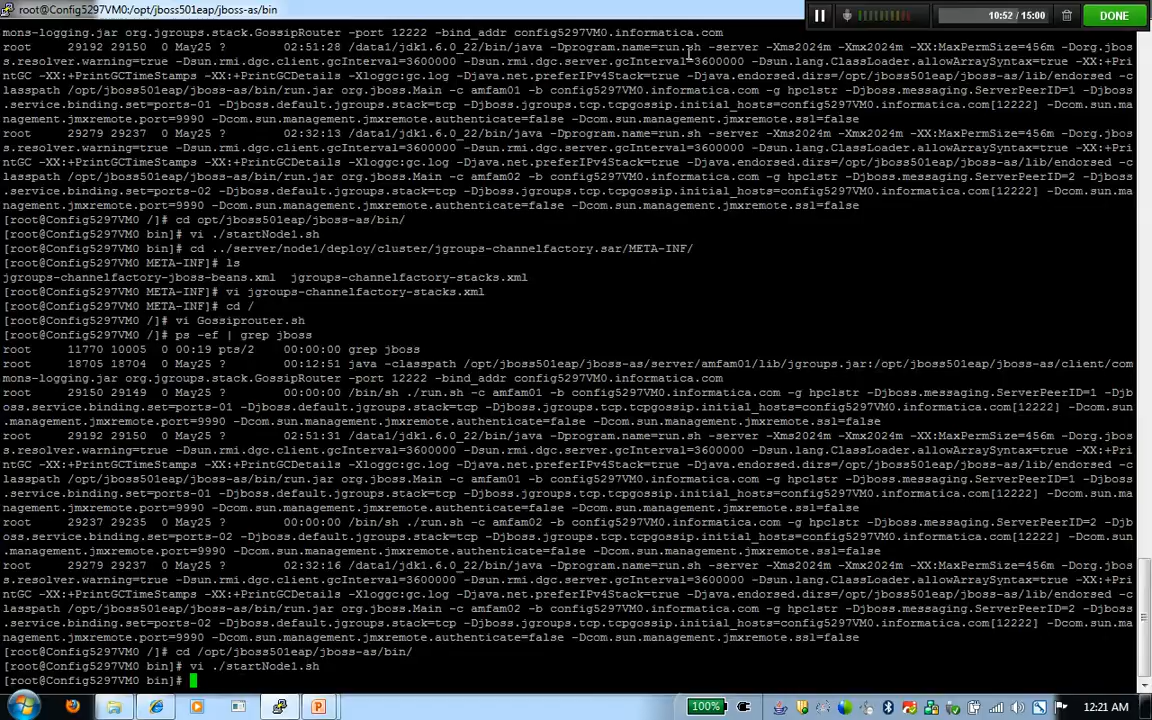 root@Config5297VM0:/opt/jboss501eap/jboss-as/bin
10:52 / 15:00
DONE
mons-logging.jar org.jgroups.stack.GossipRouter -port 12222 -bind_addr config5297VM0.informatica.com
root     29192 29150  0 May25 ?        02:51:28 /data1/jdk1.6.0_22/bin/java -Dprogram.name=run.sh -server -Xms2024m -Xmx2024m -XX:MaxPermSize=456m -Dorg.jbos
s.resolver.warning=true -Dsun.rmi.dgc.client.gcInterval=3600000 -Dsun.rmi.dgc.server.gcInterval=3600000 -Dsun.lang.ClassLoader.allowArraySyntax=true -XX:+Pri
ntGC -XX:+PrintGCTimeStamps -XX:+PrintGCDetails -Xloggc:gc.log -Djava.net.preferIPv4Stack=true -Djava.endorsed.dirs=/opt/jboss501eap/jboss-as/lib/endorsed -c
lasspath /opt/jboss501eap/jboss-as/bin/run.jar org.jboss.Main -c amfam01 -b config5297VM0.informatica.com -g hpclstr -Djboss.messaging.ServerPeerID=1 -Djboss
.service.binding.set=ports-01 -Djboss.default.jgroups.stack=tcp -Djboss.jgroups.tcp.tcpgossip.initial_hosts=config5297VM0.informatica.com[12222] -Dcom.sun.ma
nagement.jmxremote.port=9990 -Dcom.sun.management.jmxremote.authenticate=false -Dcom.sun.management.jmxremote.ssl=false
root     29279 29237  0 May25 ?        02:32:13 /data1/jdk1.6.0_22/bin/java -Dprogram.name=run.sh -server -Xms2024m -Xmx2024m -XX:MaxPermSize=456m -Dorg.jbos
s.resolver.warning=true -Dsun.rmi.dgc.client.gcInterval=3600000 -Dsun.rmi.dgc.server.gcInterval=3600000 -Dsun.lang.ClassLoader.allowArraySyntax=true -XX:+Pri
ntGC -XX:+PrintGCTimeStamps -XX:+PrintGCDetails -Xloggc:gc.log -Djava.net.preferIPv4Stack=true -Djava.endorsed.dirs=/opt/jboss501eap/jboss-as/lib/endorsed -c
lasspath /opt/jboss501eap/jboss-as/bin/run.jar org.jboss.Main -c amfam02 -b config5297VM0.informatica.com -g hpclstr -Djboss.messaging.ServerPeerID=2 -Djboss
.service.binding.set=ports-02 -Djboss.default.jgroups.stack=tcp -Djboss.jgroups.tcp.tcpgossip.initial_hosts=config5297VM0.informatica.com[12222] -Dcom.sun.ma
nagement.jmxremote.port=9990 -Dcom.sun.management.jmxremote.authenticate=false -Dcom.sun.management.jmxremote.ssl=false
[root@Config5297VM0 /]# cd opt/jboss501eap/jboss-as/bin/
[root@Config5297VM0 bin]# vi ./startNode1.sh
[root@Config5297VM0 bin]# cd ../server/node1/deploy/cluster/jgroups-channelfactory.sar/META-INF/
[root@Config5297VM0 META-INF]# ls
jgroups-channelfactory-jboss-beans.xml  jgroups-channelfactory-stacks.xml
[root@Config5297VM0 META-INF]# vi jgroups-channelfactory-stacks.xml
[root@Config5297VM0 META-INF]# cd /
[root@Config5297VM0 /]# vi Gossiprouter.sh
[root@Config5297VM0 /]# ps -ef | grep jboss
root     11770 10005  0 00:19 pts/2    00:00:00 grep jboss
root     18705 18704  0 May25 ?        00:12:51 java -classpath /opt/jboss501eap/jboss-as/server/amfam01/lib/jgroups.jar:/opt/jboss501eap/jboss-as/client/com
mons-logging.jar org.jgroups.stack.GossipRouter -port 12222 -bind_addr config5297VM0.informatica.com
root     29150 29149  0 May25 ?        00:00:00 /bin/sh ./run.sh -c amfam01 -b config5297VM0.informatica.com -g hpclstr -Djboss.messaging.ServerPeerID=1 -Djb
oss.service.binding.set=ports-01 -Djboss.default.jgroups.stack=tcp -Djboss.jgroups.tcp.tcpgossip.initial_hosts=config5297VM0.informatica.com[12222] -Dcom.sun
.management.jmxremote.port=9990 -Dcom.sun.management.jmxremote.authenticate=false -Dcom.sun.management.jmxremote.ssl=false
root     29192 29150  0 May25 ?        02:51:31 /data1/jdk1.6.0_22/bin/java -Dprogram.name=run.sh -server -Xms2024m -Xmx2024m -XX:MaxPermSize=456m -Dorg.jbos
s.resolver.warning=true -Dsun.rmi.dgc.client.gcInterval=3600000 -Dsun.rmi.dgc.server.gcInterval=3600000 -Dsun.lang.ClassLoader.allowArraySyntax=true -XX:+Pri
ntGC -XX:+PrintGCTimeStamps -XX:+PrintGCDetails -Xloggc:gc.log -Djava.net.preferIPv4Stack=true -Djava.endorsed.dirs=/opt/jboss501eap/jboss-as/lib/endorsed -c
lasspath /opt/jboss501eap/jboss-as/bin/run.jar org.jboss.Main -c amfam01 -b config5297VM0.informatica.com -g hpclstr -Djboss.messaging.ServerPeerID=1 -Djboss
.service.binding.set=ports-01 -Djboss.default.jgroups.stack=tcp -Djboss.jgroups.tcp.tcpgossip.initial_hosts=config5297VM0.informatica.com[12222] -Dcom.sun.ma
nagement.jmxremote.port=9990 -Dcom.sun.management.jmxremote.authenticate=false -Dcom.sun.management.jmxremote.ssl=false
root     29237 29235  0 May25 ?        00:00:00 /bin/sh ./run.sh -c amfam02 -b config5297VM0.informatica.com -g hpclstr -Djboss.messaging.ServerPeerID=2 -Djb
oss.service.binding.set=ports-02 -Djboss.default.jgroups.stack=tcp -Djboss.jgroups.tcp.tcpgossip.initial_hosts=config5297VM0.informatica.com[12222] -Dcom.sun
.management.jmxremote.port=9990 -Dcom.sun.management.jmxremote.authenticate=false -Dcom.sun.management.jmxremote.ssl=false
root     29279 29237  0 May25 ?        02:32:16 /data1/jdk1.6.0_22/bin/java -Dprogram.name=run.sh -server -Xms2024m -Xmx2024m -XX:MaxPermSize=456m -Dorg.jbos
s.resolver.warning=true -Dsun.rmi.dgc.client.gcInterval=3600000 -Dsun.rmi.dgc.server.gcInterval=3600000 -Dsun.lang.ClassLoader.allowArraySyntax=true -XX:+Pri
ntGC -XX:+PrintGCTimeStamps -XX:+PrintGCDetails -Xloggc:gc.log -Djava.net.preferIPv4Stack=true -Djava.endorsed.dirs=/opt/jboss501eap/jboss-as/lib/endorsed -c
lasspath /opt/jboss501eap/jboss-as/bin/run.jar org.jboss.Main -c amfam02 -b config5297VM0.informatica.com -g hpclstr -Djboss.messaging.ServerPeerID=2 -Djboss
.service.binding.set=ports-02 -Djboss.default.jgroups.stack=tcp -Djboss.jgroups.tcp.tcpgossip.initial_hosts=config5297VM0.informatica.com[12222] -Dcom.sun.ma
nagement.jmxremote.port=9990 -Dcom.sun.management.jmxremote.authenticate=false -Dcom.sun.management.jmxremote.ssl=false
[root@Config5297VM0 /]# cd /opt/jboss501eap/jboss-as/bin/
[root@Config5297VM0 bin]# vi ./startNode1.sh
[root@Config5297VM0 bin]#
100%
12:21 AM